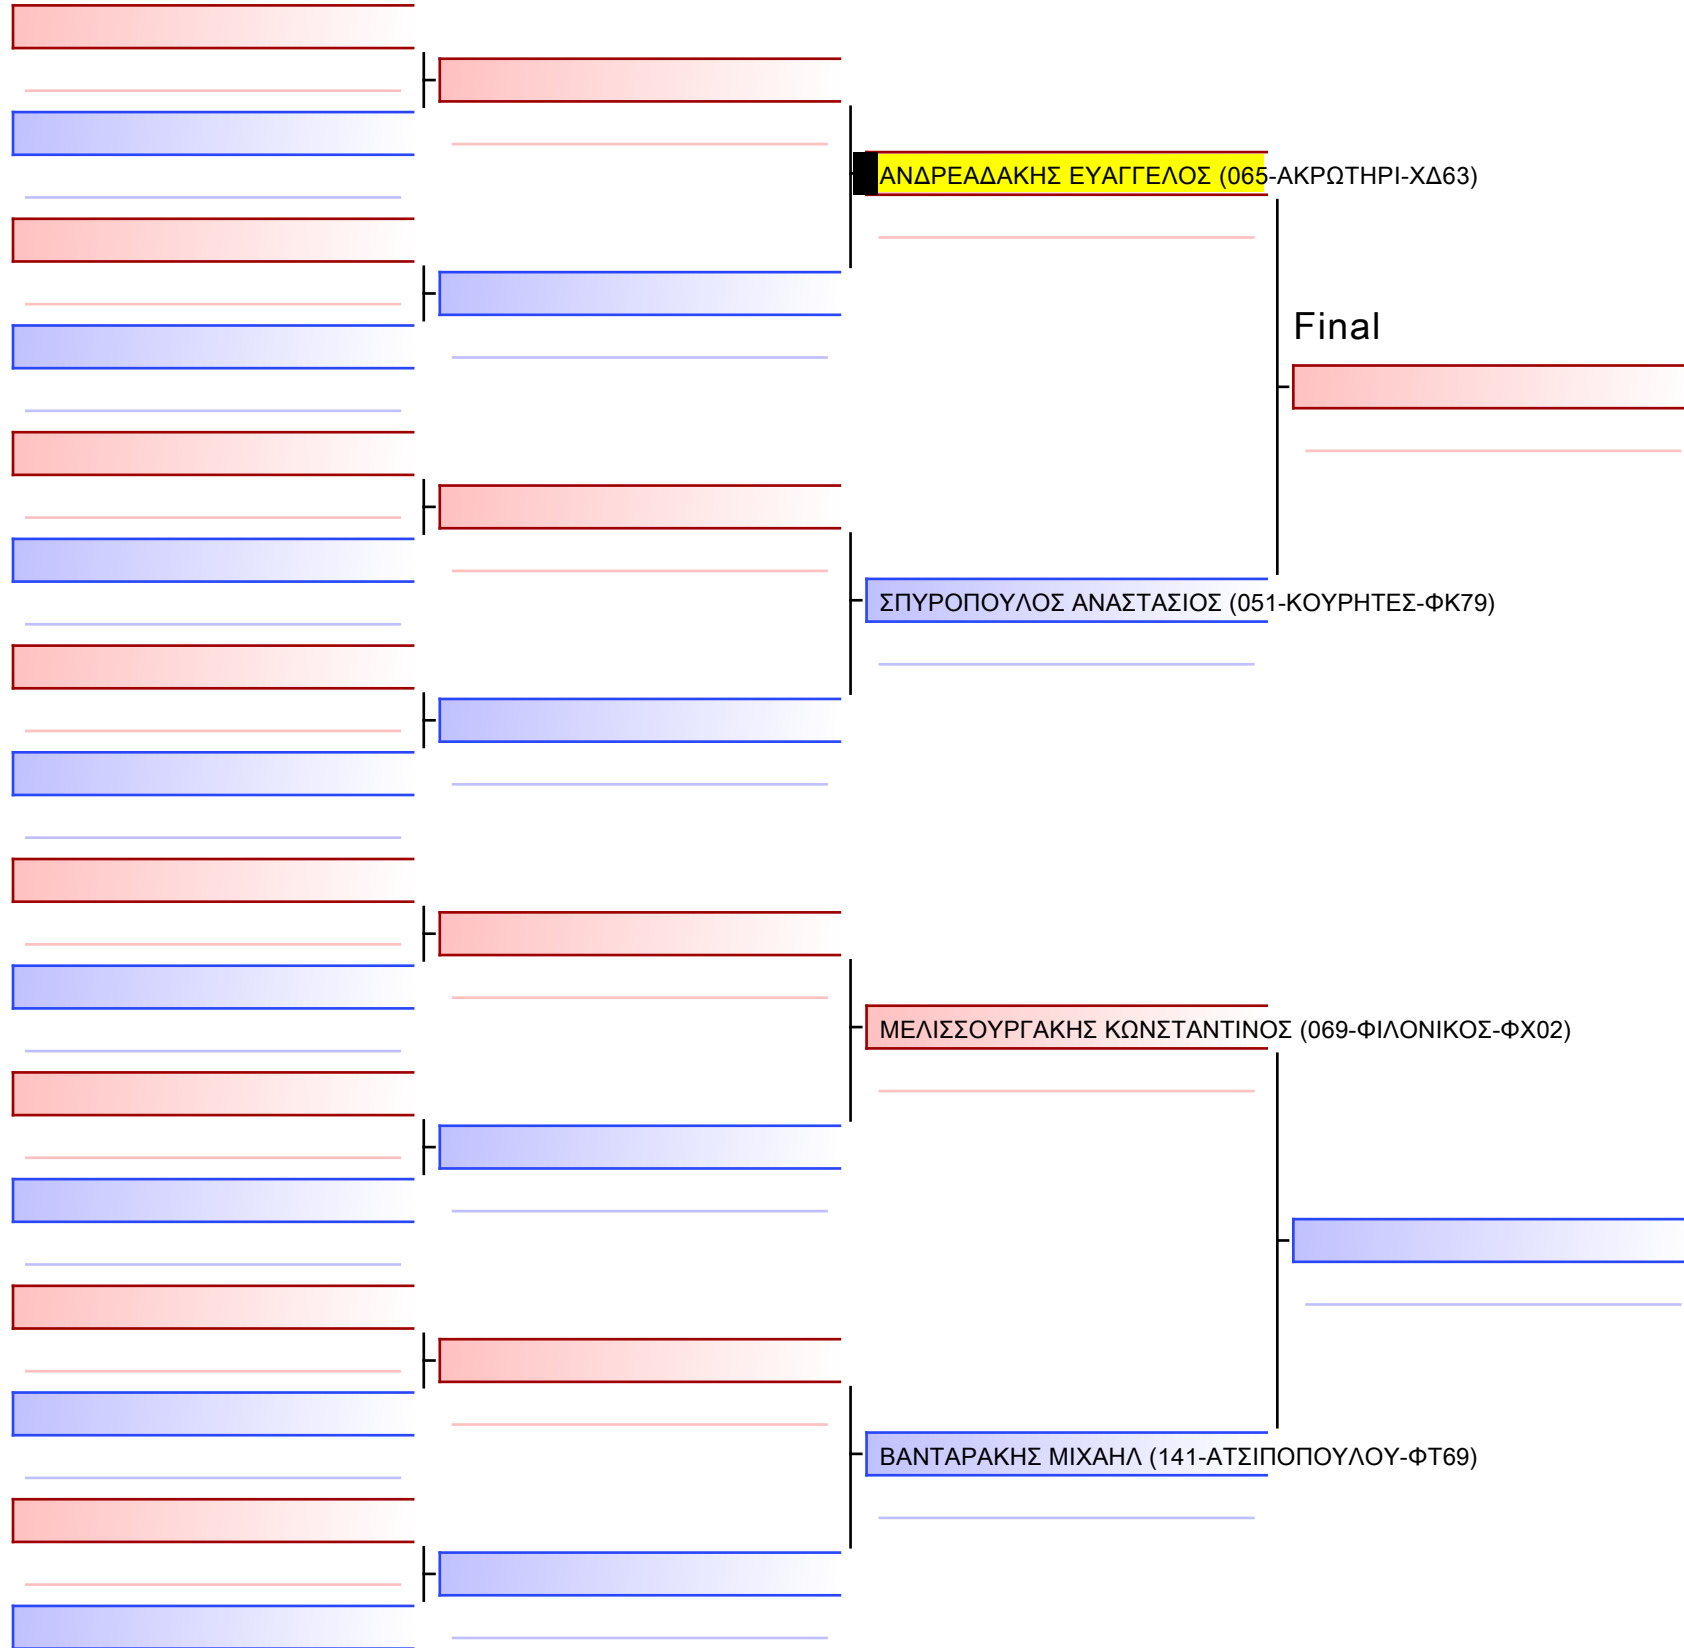 ΑΝΔΡΕΑΔΑΚΗΣ ΕΥΑΓΓΕΛΟΣ (065-ΑΚΡΩΤΗΡΙ-ΧΔ63)
Final
ΣΠΥΡΟΠΟΥΛΟΣ ΑΝΑΣΤΑΣΙΟΣ (051-ΚΟΥΡΗΤΕΣ-ΦΚ79)
ΜΕΛΙΣΣΟΥΡΓΑΚΗΣ ΚΩΝΣΤΑΝΤΙΝΟΣ (069-ΦΙΛΟΝΙΚΟΣ-ΦΧ02)
ΒΑΝΤΑΡΑΚΗΣ ΜΙΧΑΗΛ (141-ΑΤΣΙΠΟΠΟΥΛΟΥ-ΦΤ69)